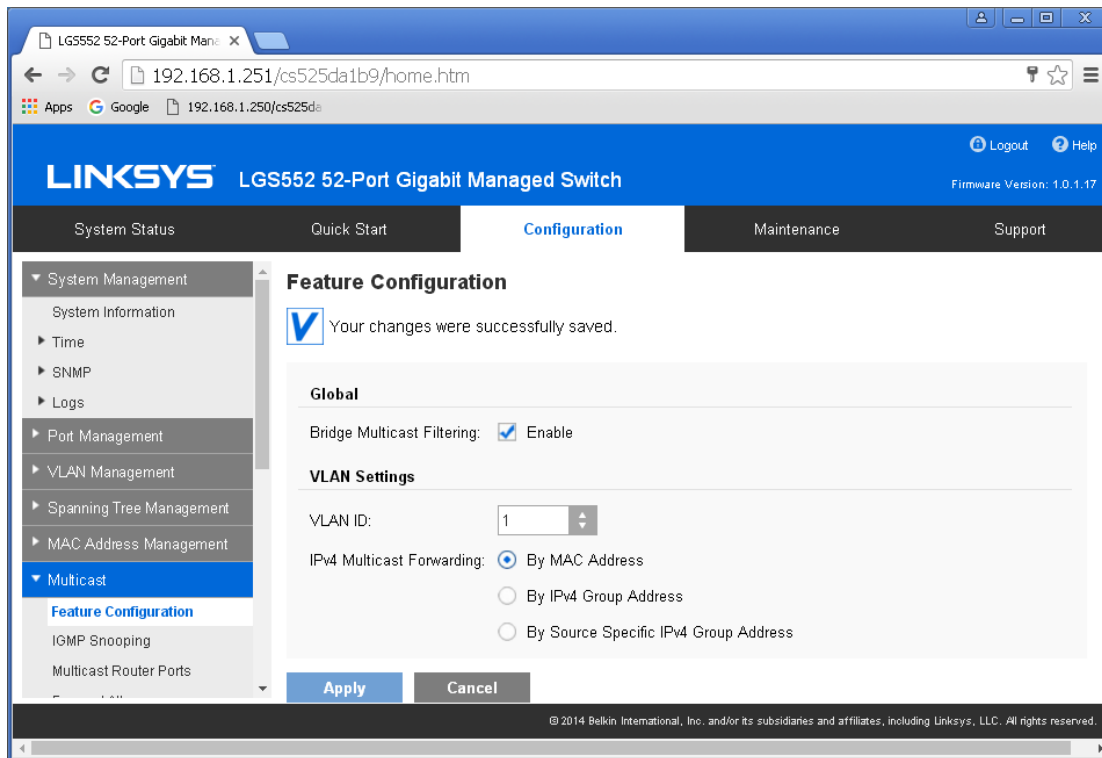 LGS552 52-Port Gigabit Mana
192.168.1.251/cs525da1b9/home.htm
Apps Google 192.168.1.250/cs525da
Logout Help
LINKSYS LGS552 52-Port Gigabit Managed Switch
Firmware Version: 1.0.1.17
System Status Quick Start Configuration Maintenance Support
System Management
System Information
Time
SNMP
Logs
Port Management
VLAN Management
Spanning Tree Management
MAC Address Management
Multicast
Feature Configuration
IGMP Snooping
Multicast Router Ports
Feature Configuration
Your changes were successfully saved.
Global
Bridge Multicast Filtering: Enable
VLAN Settings
VLAN ID: 1
IPv4 Multicast Forwarding: By MAC Address
By IPv4 Group Address
By Source Specific IPv4 Group Address
Apply Cancel
© 2014 Belkin International, Inc. and/or its subsidiaries and affiliates, including Linksys, LLC. All rights reserved.